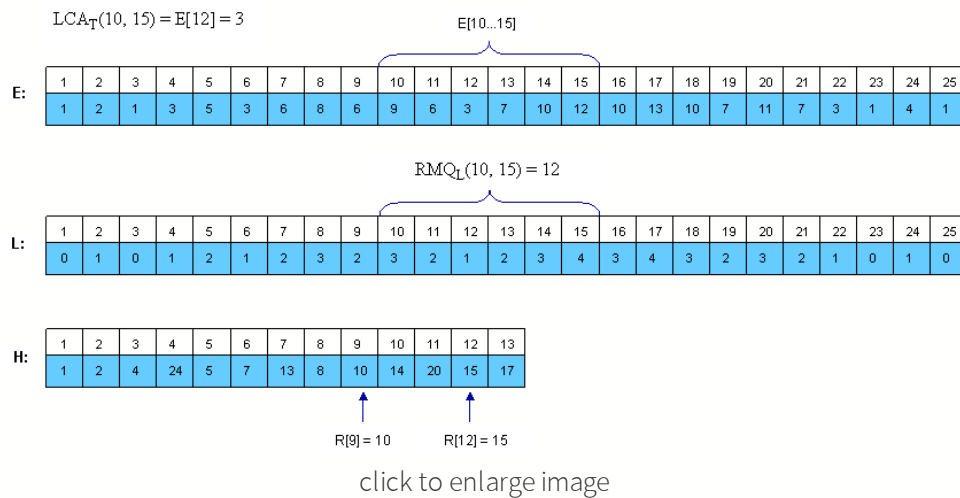 LCA_T(10, 15) = E[12] = 3
E[10...15]
E:
1 2 3 4 5 6 7 8 9 10 11 12 13 14 15 16 17 18 19 20 21 22 23 24 25
1 2 1 3 5 3 6 8 6 9 6 3 7 10 12 10 13 10 7 11 7 3 1 4 1
RMQ_L(10, 15) = 12
L:
1 2 3 4 5 6 7 8 9 10 11 12 13 14 15 16 17 18 19 20 21 22 23 24 25
0 1 0 1 2 1 2 3 2 3 2 1 2 3 4 3 4 3 2 3 2 1 0 1 0
H:
1 2 3 4 5 6 7 8 9 10 11 12 13
1 2 4 24 5 7 13 8 10 14 20 15 17
R[9] = 10 R[12] = 15
click to enlarge image